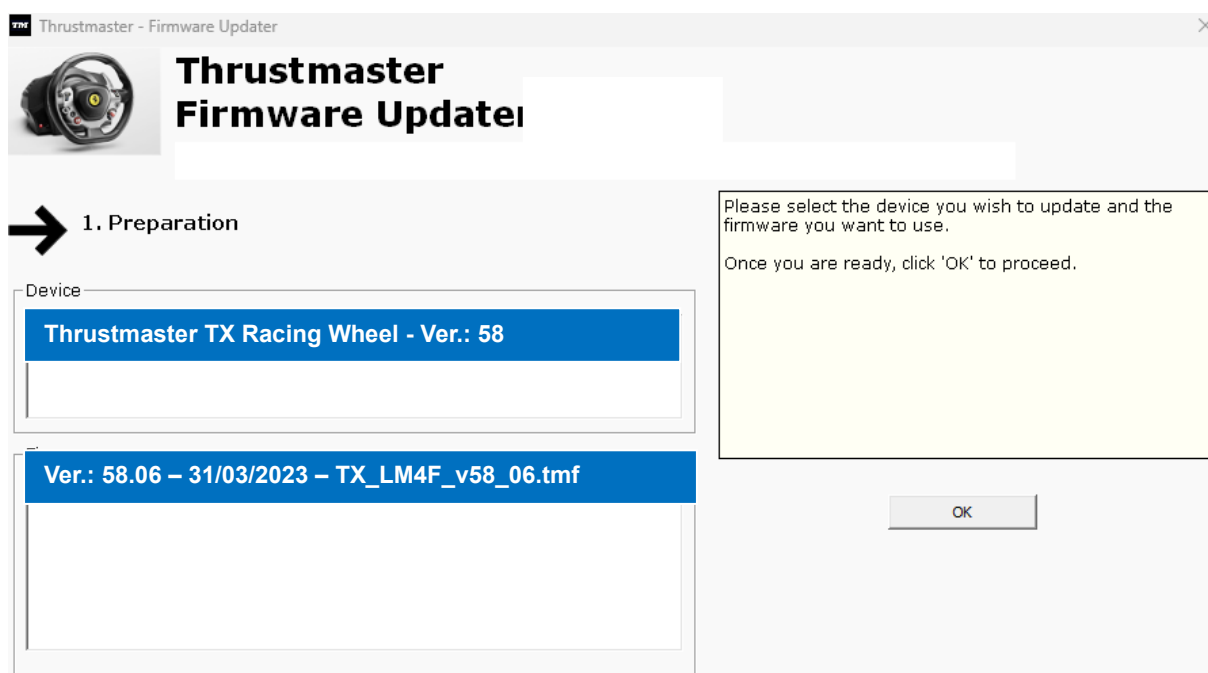 Thrustmaster - Firmware Updater
Thrustmaster
Firmware Updater
1. Preparation
Please select the device you wish to update and the
firmware you want to use.
Once you are ready, click 'OK' to proceed.
Device
Thrustmaster TX Racing Wheel - Ver.: 58
Ver.: 58.06 – 31/03/2023 – TX_LM4F_v58_06.tmf
OK